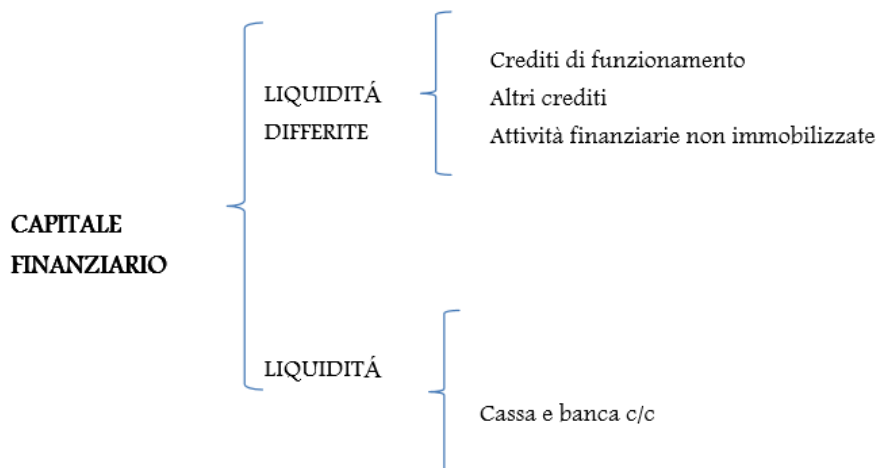 Crediti di funzionamento
LIQUIDITÁ
Altri crediti
DIFFERITE
Attività finanziarie non immobilizzate
CAPITALE
FINANZIARIO
LIQUIDITÁ
Cassa e banca c/c